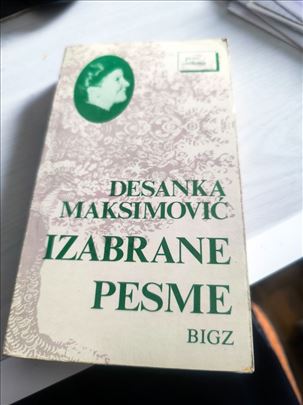 DESANKA
MAKSIMOVIĆ
IZABRANE
PESME
BIGZ